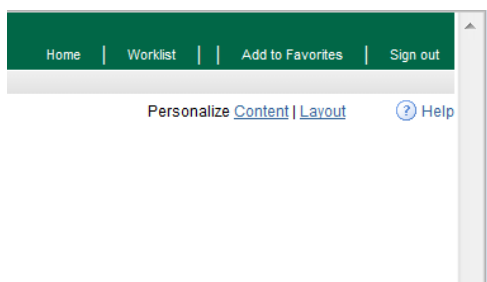 Home | Worklist | | Add to Favorites | Sign out
Personalize Content | Layout ? Help